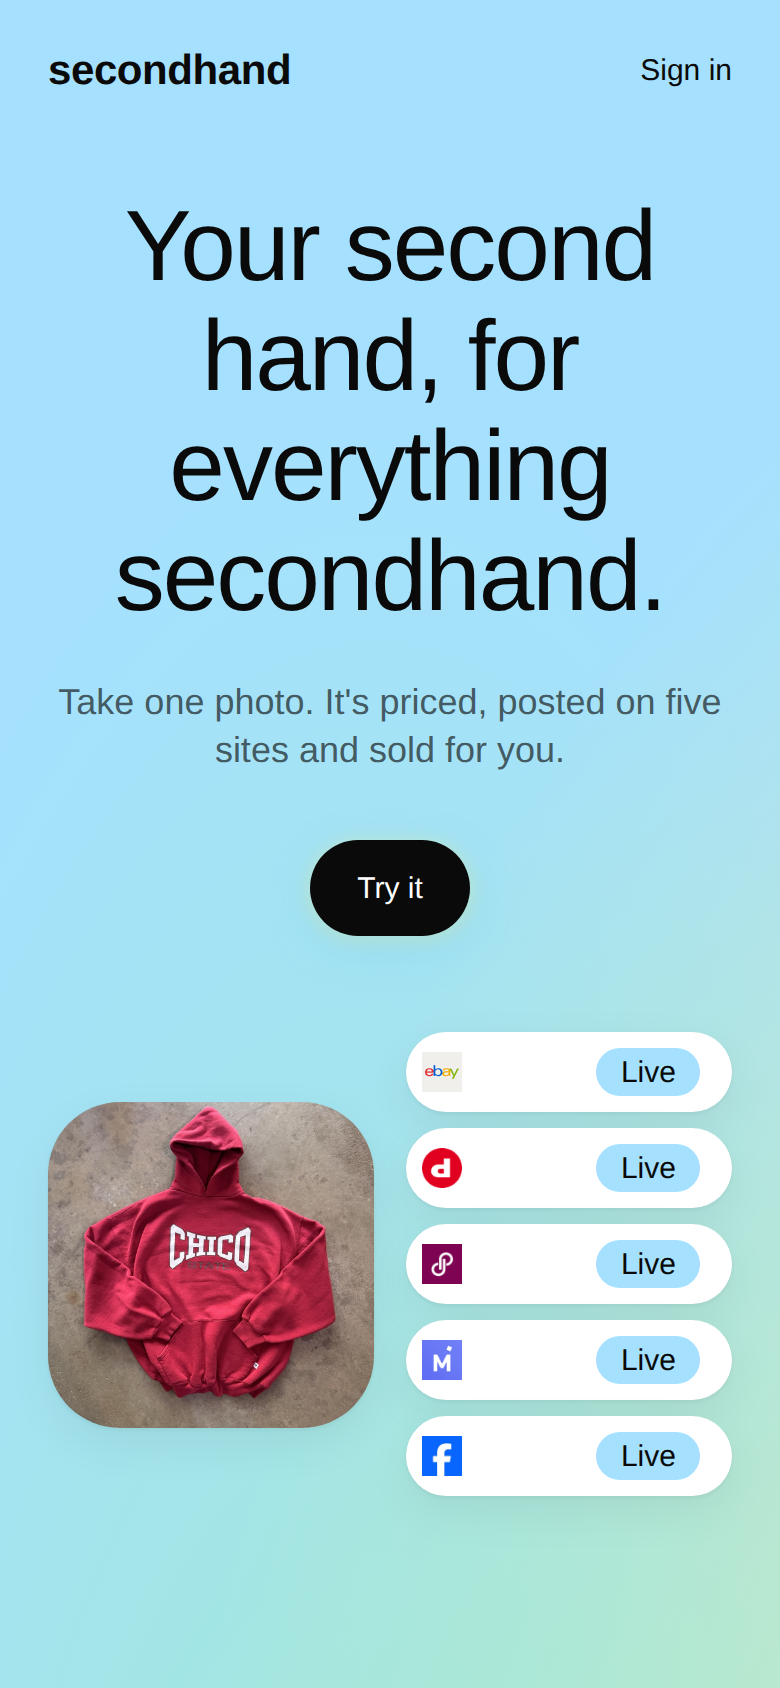 secondhand
Sign in
Your second
hand, for
everything
secondhand.
Take one photo. It's priced, posted on five
sites and sold for you.
Try it
ebay
Live
d
Live
Live
CHICO
M
Live
f
Live